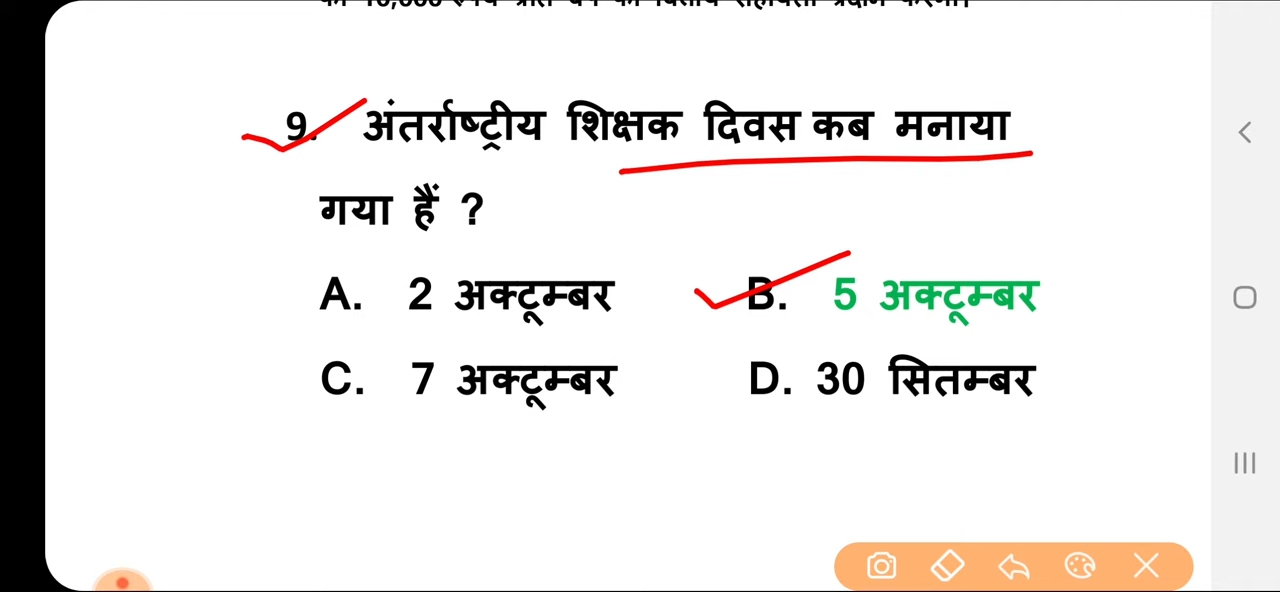 9. अंतर्राष्ट्रीय शिक्षक दिवस कब मनाया
गया हैं ?
A. 2 अक्टूम्बर B. 5 अक्टूम्बर
C. 7 अक्टूम्बर D. 30 सितम्बर